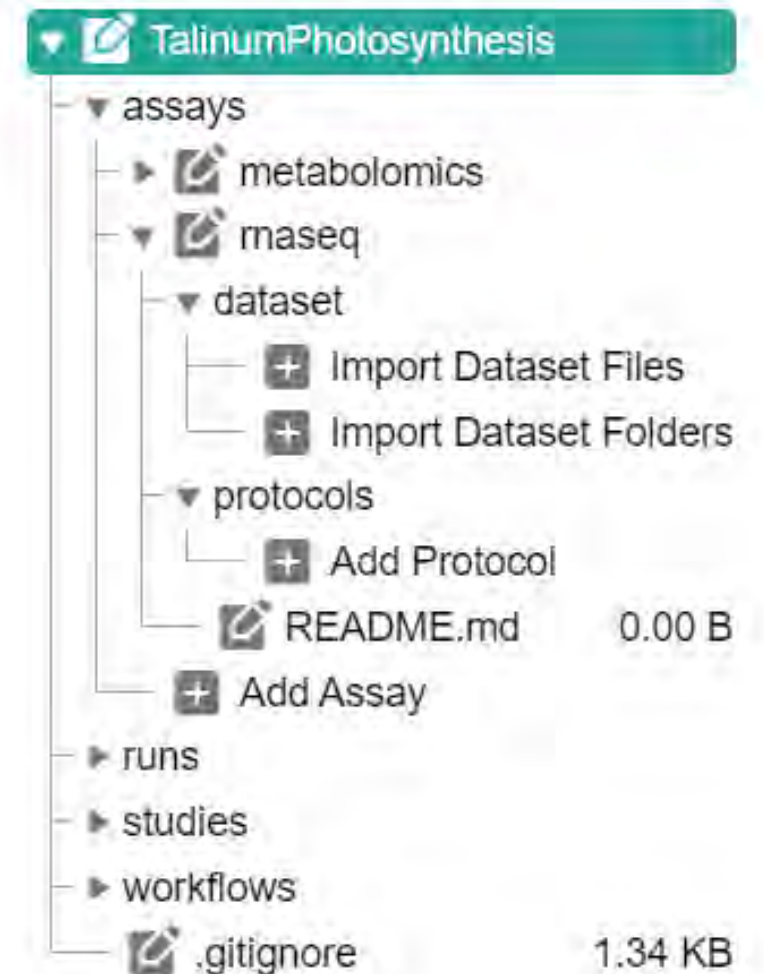 TalinumPhotosynthesis
assays
metabolomics
rnaseq
dataset
Import Dataset Files
Import Dataset Folders
protocols
Add Protocol
README.md 0.00 B
Add Assay
runs
studies
workflows
.gitignore 1.34 KB